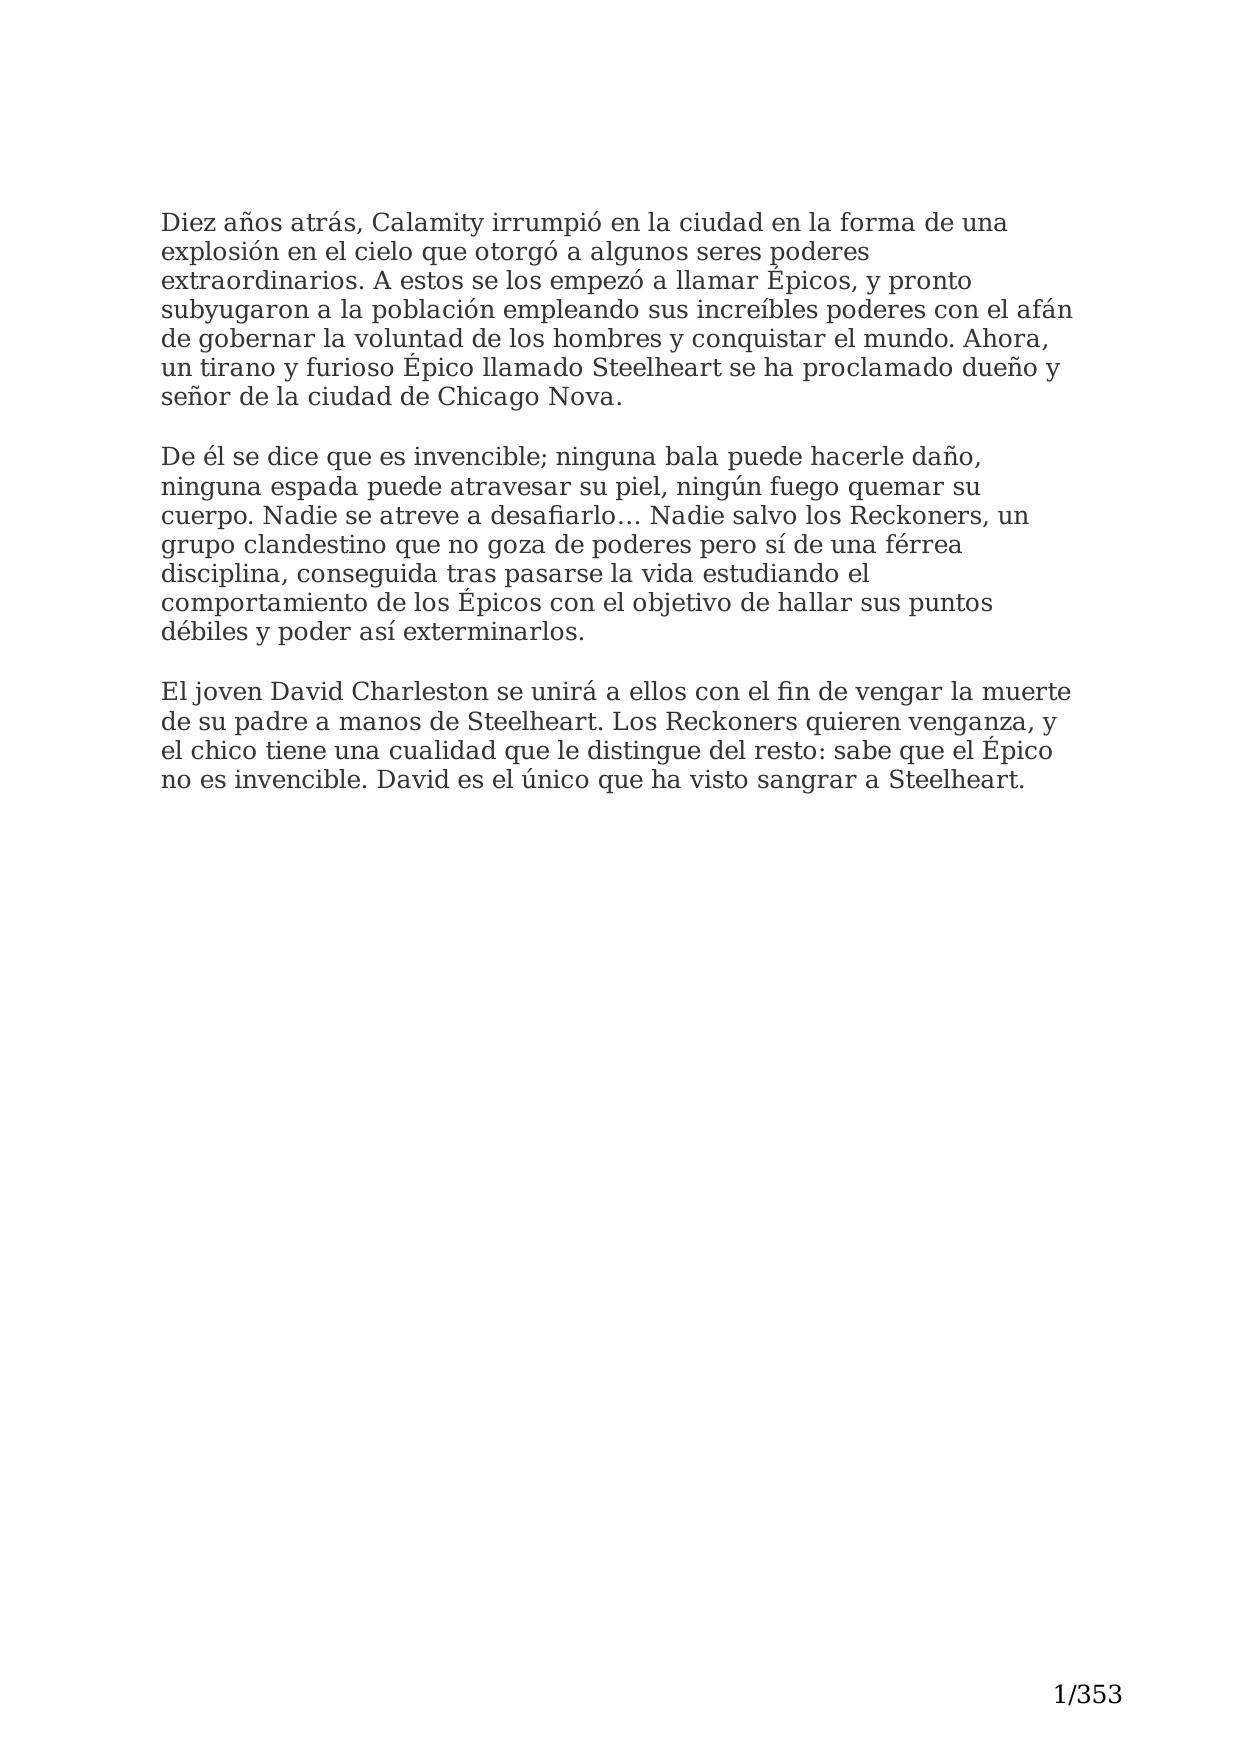 Diez años atrás, Calamity irrumpió en la ciudad en la forma de una
explosión en el cielo que otorgó a algunos seres poderes
extraordinarios. A estos se los empezó a llamar Épicos, y pronto
subyugaron a la población empleando sus increíbles poderes con el afán
de gobernar la voluntad de los hombres y conquistar el mundo. Ahora,
un tirano y furioso Épico llamado Steelheart se ha proclamado dueño y
señor de la ciudad de Chicago Nova.
De él se dice que es invencible; ninguna bala puede hacerle daño,
ninguna espada puede atravesar su piel, ningún fuego quemar su
cuerpo. Nadie se atreve a desafiarlo… Nadie salvo los Reckoners, un
grupo clandestino que no goza de poderes pero sí de una férrea
disciplina, conseguida tras pasarse la vida estudiando el
comportamiento de los Épicos con el objetivo de hallar sus puntos
débiles y poder así exterminarlos.
El joven David Charleston se unirá a ellos con el fin de vengar la muerte
de su padre a manos de Steelheart. Los Reckoners quieren venganza, y
el chico tiene una cualidad que le distingue del resto: sabe que el Épico
no es invencible. David es el único que ha visto sangrar a Steelheart.
1/353